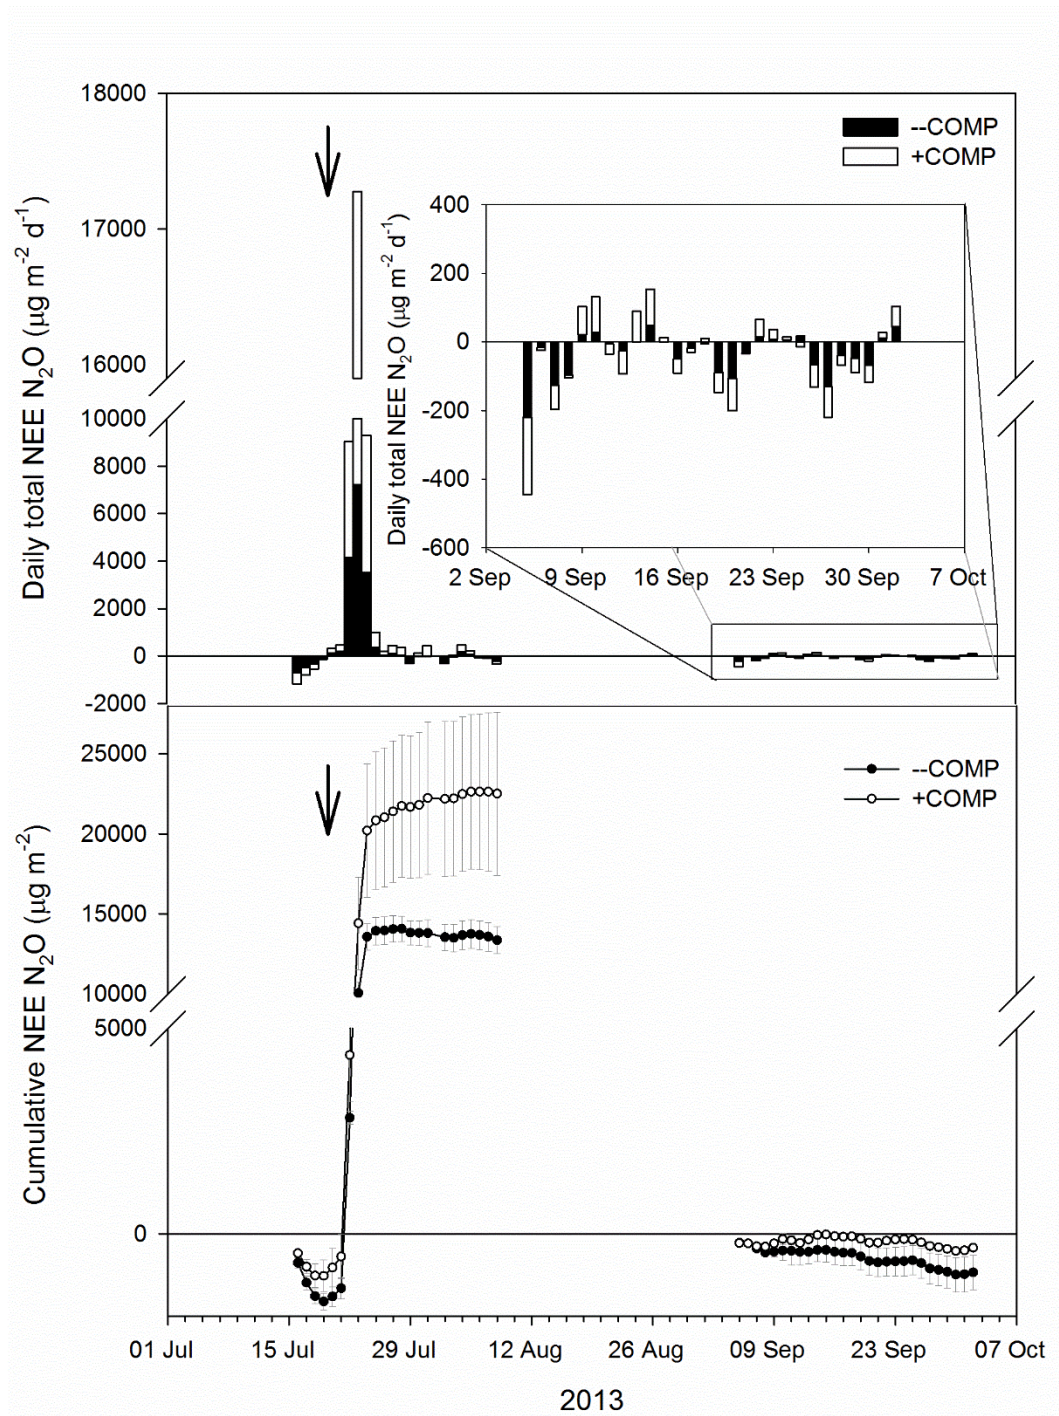 18000
17000
16000
10000
8000
6000
4000
2000
0
-2000
Daily total NEE N₂O (µg m⁻² d⁻¹)
--COMP
+COMP
400
200
0
-200
-400
-600
Daily total NEE N₂O (µg m⁻² d⁻¹)
2 Sep 9 Sep 16 Sep 23 Sep 30 Sep 7 Oct
25000
20000
15000
10000
5000
0
Cumulative NEE N₂O (µg m⁻²)
--COMP
+COMP
01 Jul 15 Jul 29 Jul 12 Aug 26 Aug 09 Sep 23 Sep 07 Oct
2013